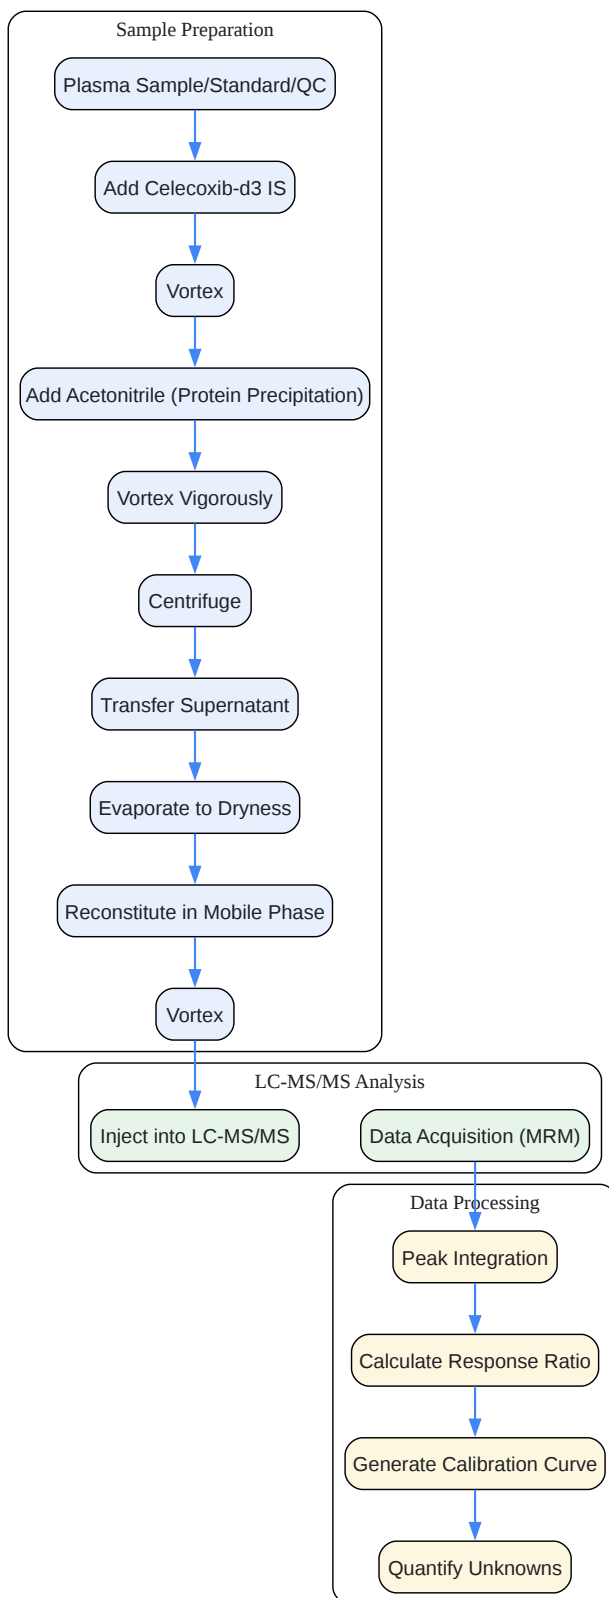 Sample Preparation
Plasma Sample/Standard/QC
Add Celecoxib-d3 IS
Vortex
Add Acetonitrile (Protein Precipitation)
Vortex Vigorously
Centrifuge
Transfer Supernatant
Evaporate to Dryness
Reconstitute in Mobile Phase
Vortex
LC-MS/MS Analysis
Inject into LC-MS/MS
Data Acquisition (MRM)
Data Processing
Peak Integration
Calculate Response Ratio
Generate Calibration Curve
Quantify Unknowns